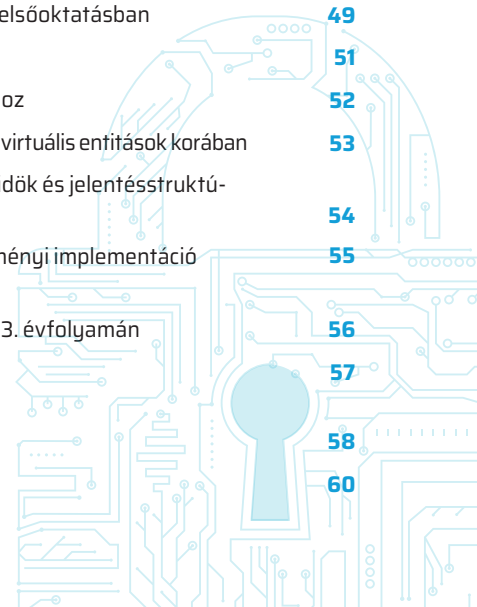 elsőoktatásban 49
51
oz 52
virtuális entitások korában 53
dök és jelentésstruktú-
54
ményi implementáció 55
3. évfolyamán 56
57
58
60